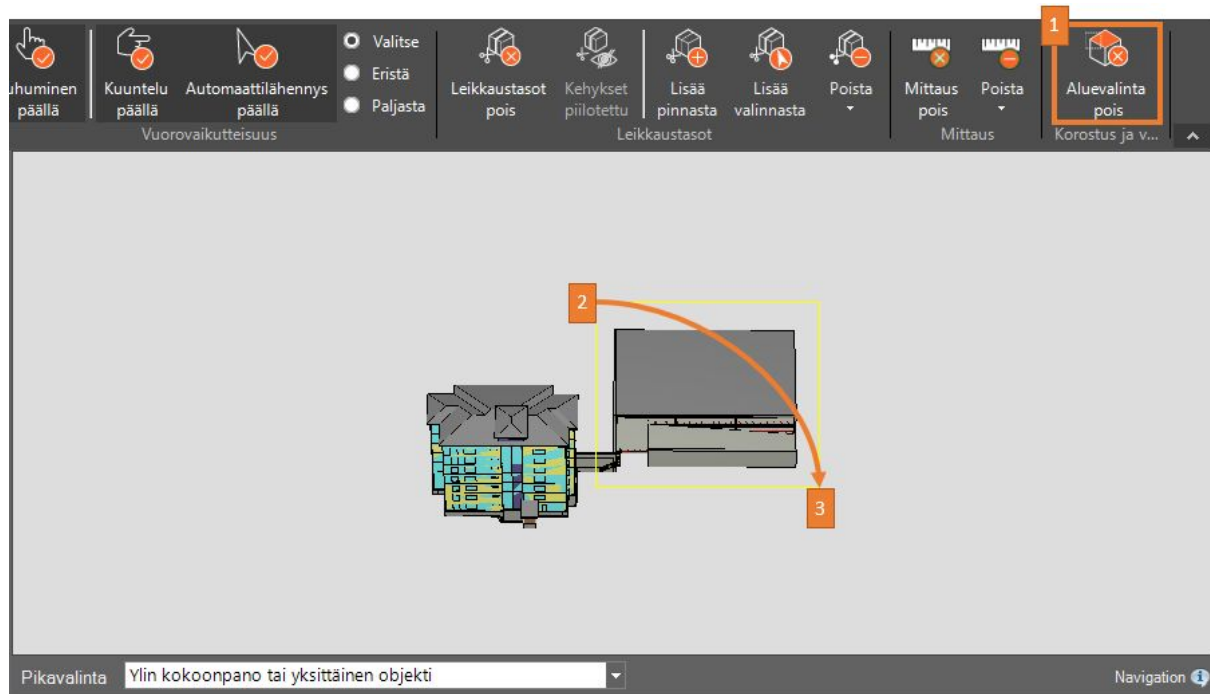 1
Valitse
Eristä
Paljasta
päällä
Kuuntelu
päällä
Automaattilähennys
päällä
Vuorovaikutteisuus
Leikkaustasot
pois
Kehykset
piilotettu
Lisää
pinnasta
Lisää
valinnasta
Poista
Leikkaustasot
Mittaus
pois
Poista
Mittaus
Aluevalinta
pois
Korostus ja v...
2
3
Pikavalinta
Ylin kokoonpano tai yksittäinen objekti
Navigation